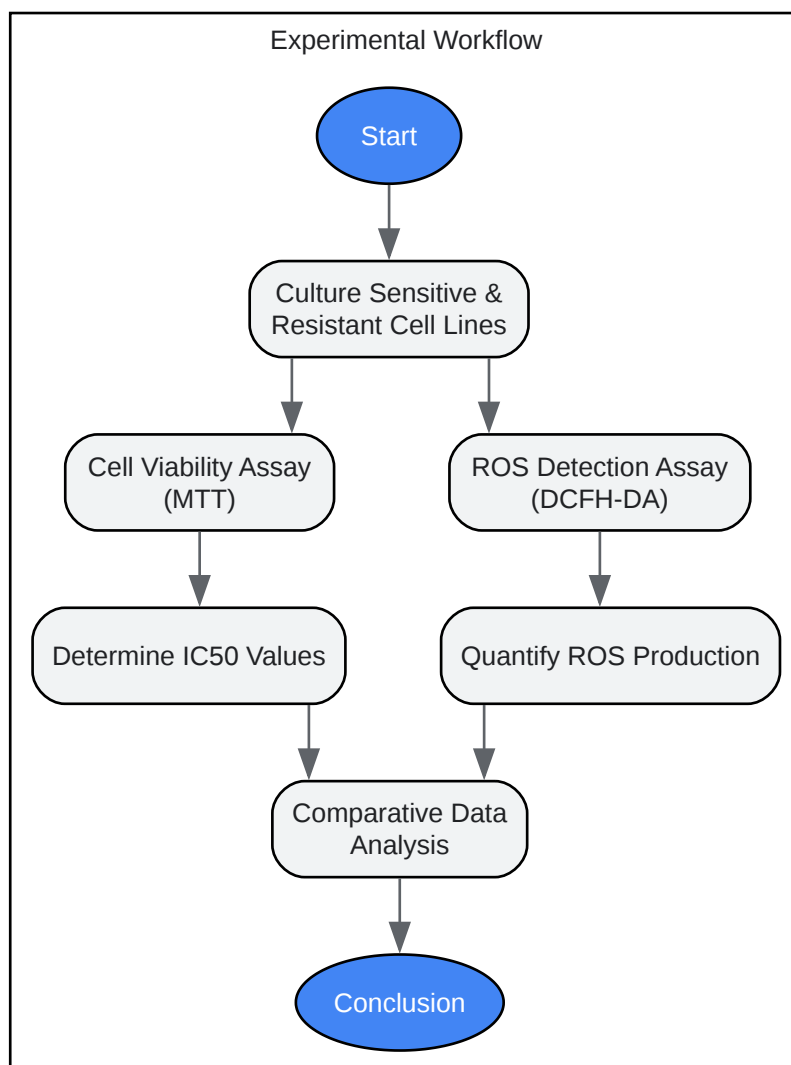 Experimental Workflow
Start
Culture Sensitive &
Resistant Cell Lines
Cell Viability Assay
(MTT)
ROS Detection Assay
(DCFH-DA)
Determine IC50 Values
Quantify ROS Production
Comparative Data
Analysis
Conclusion